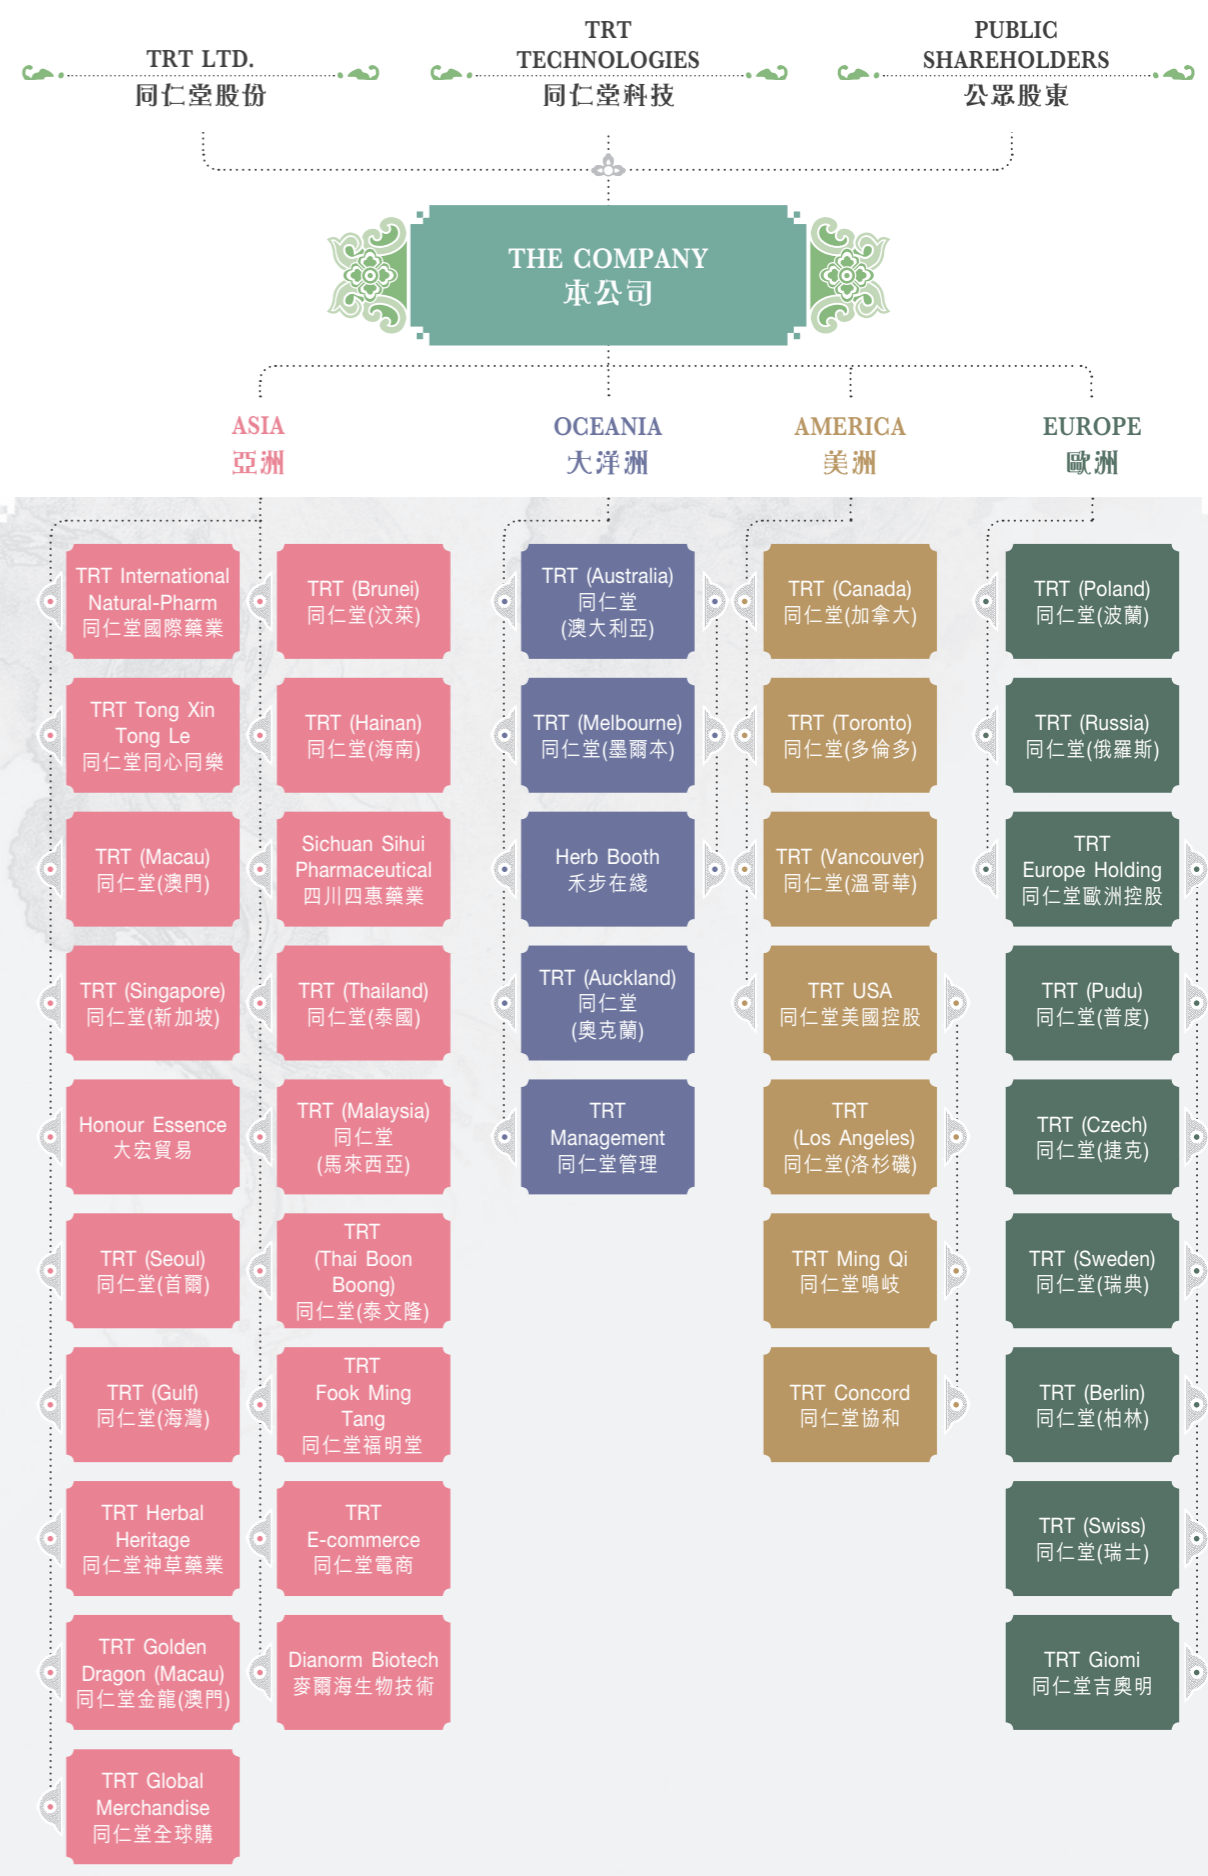 TRT LTD.
同仁堂股份
TRT
TECHNOLOGIES
同仁堂科技
PUBLIC
SHAREHOLDERS
公眾股東
THE COMPANY
本公司
ASIA
亞洲
OCEANIA
大洋洲
AMERICA
美洲
EUROPE
歐洲
TRT International
Natural-Pharm
同仁堂國際藥業
TRT Tong Xin
Tong Le
同仁堂同心同樂
TRT (Macau)
同仁堂(澳門)
TRT (Singapore)
同仁堂(新加坡)
Honour Essence
大宏貿易
TRT (Seoul)
同仁堂(首爾)
TRT (Gulf)
同仁堂(海灣)
TRT Herbal
Heritage
同仁堂神草藥業
TRT Golden
Dragon (Macau)
同仁堂金龍(澳門)
TRT Global
Merchandise
同仁堂全球購
TRT (Brunei)
同仁堂(汶萊)
TRT (Hainan)
同仁堂(海南)
Sichuan Sihui
Pharmaceutical
四川四惠藥業
TRT (Thailand)
同仁堂(泰國)
TRT (Malaysia)
同仁堂
(馬來西亞)
TRT
(Thai Boon
Boong)
同仁堂(泰文隆)
TRT
Fook Ming
Tang
同仁堂福明堂
TRT
E-commerce
同仁堂電商
Dianorm Biotech
麥爾海生物技術
TRT (Australia)
同仁堂
(澳大利亞)
TRT (Melbourne)
同仁堂(墨爾本)
Herb Booth
禾步在綫
TRT (Auckland)
同仁堂
(奧克蘭)
TRT
Management
同仁堂管理
TRT (Canada)
同仁堂(加拿大)
TRT (Toronto)
同仁堂(多倫多)
TRT (Vancouver)
同仁堂(溫哥華)
TRT USA
同仁堂美國控股
TRT
(Los Angeles)
同仁堂(洛杉磯)
TRT Ming Qi
同仁堂鳴岐
TRT Concord
同仁堂協和
TRT (Poland)
同仁堂(波蘭)
TRT (Russia)
同仁堂(俄羅斯)
TRT
Europe Holding
同仁堂歐洲控股
TRT (Pudu)
同仁堂(普度)
TRT (Czech)
同仁堂(捷克)
TRT (Sweden)
同仁堂(瑞典)
TRT (Berlin)
同仁堂(柏林)
TRT (Swiss)
同仁堂(瑞士)
TRT Giomi
同仁堂吉奧明